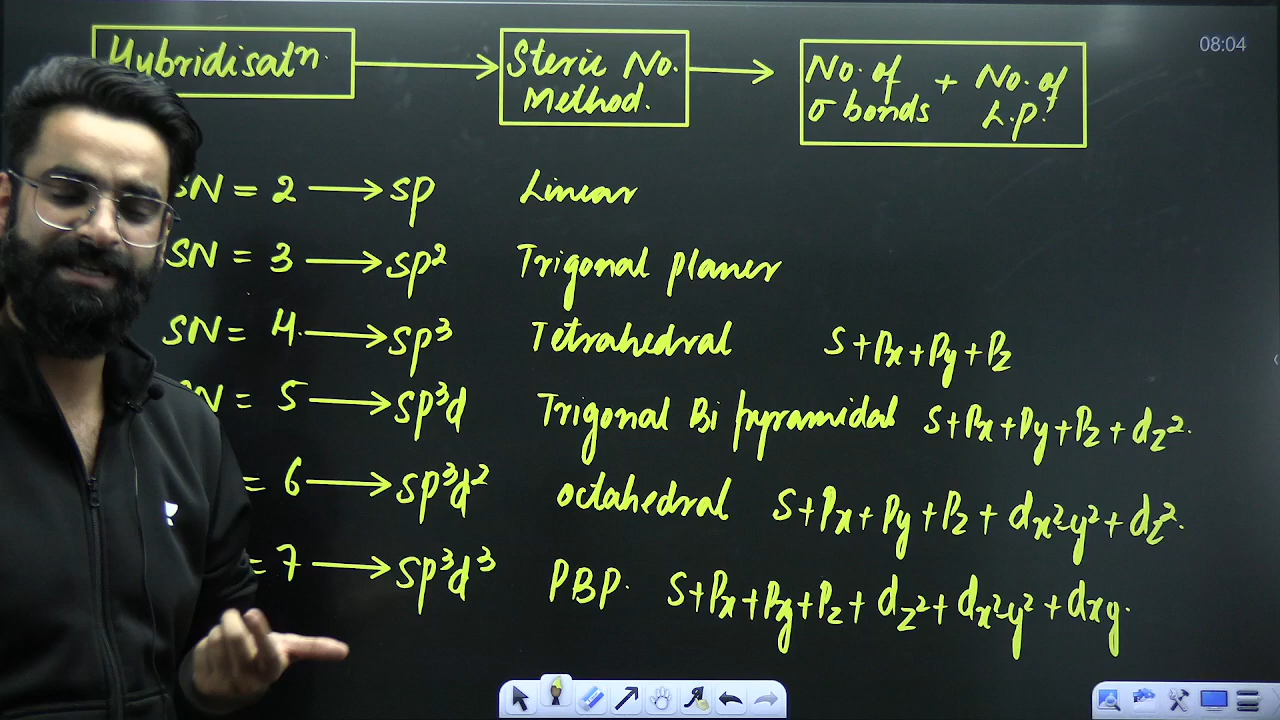 Hybridisatⁿ. → Steric No. Method. → No. of σ bonds + No. of L.P.
08:04
SN = 2 → sp Linear
SN = 3 → sp² Trigonal planer
SN = 4 → sp³ Tetrahedral s+Px+Py+Pz
SN = 5 → sp³d Trigonal Bi pyramidal s+Px+Py+Pz+dz².
= 6 → sp³d² octahedral s+Px+Py+Pz+dx²y²+dz².
= 7 → sp³d³ PBP. s+Px+Py+Pz+dz²+dx²y²+dxy.